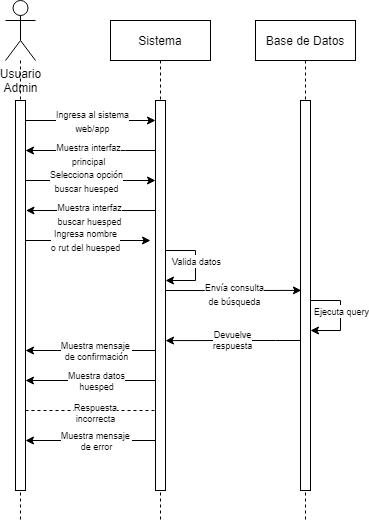 Sistema
Base de Datos
Usuario
Admin
Ingresa al sistema
web/app
Muestra interfaz
principal
Selecciona opción
buscar huesped
Muestra interfaz
buscar huesped
Ingresa nombre
o rut del huesped
Valida datos
Envía consulta
de búsqueda
Ejecuta query
Devuelve
respuesta
Muestra mensaje
de confirmación
Muestra datos
huesped
Respuesta
incorrecta
Muestra mensaje
de error